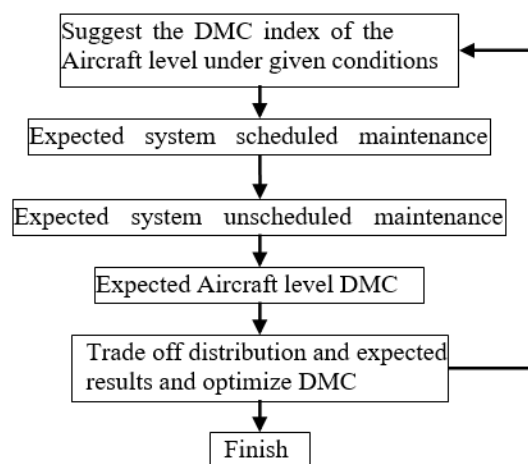 Suggest the DMC index of the
Aircraft level under given conditions
Expected system scheduled maintenance
Expected system unscheduled maintenance
Expected Aircraft level DMC
Trade off distribution and expected
results and optimize DMC
Finish